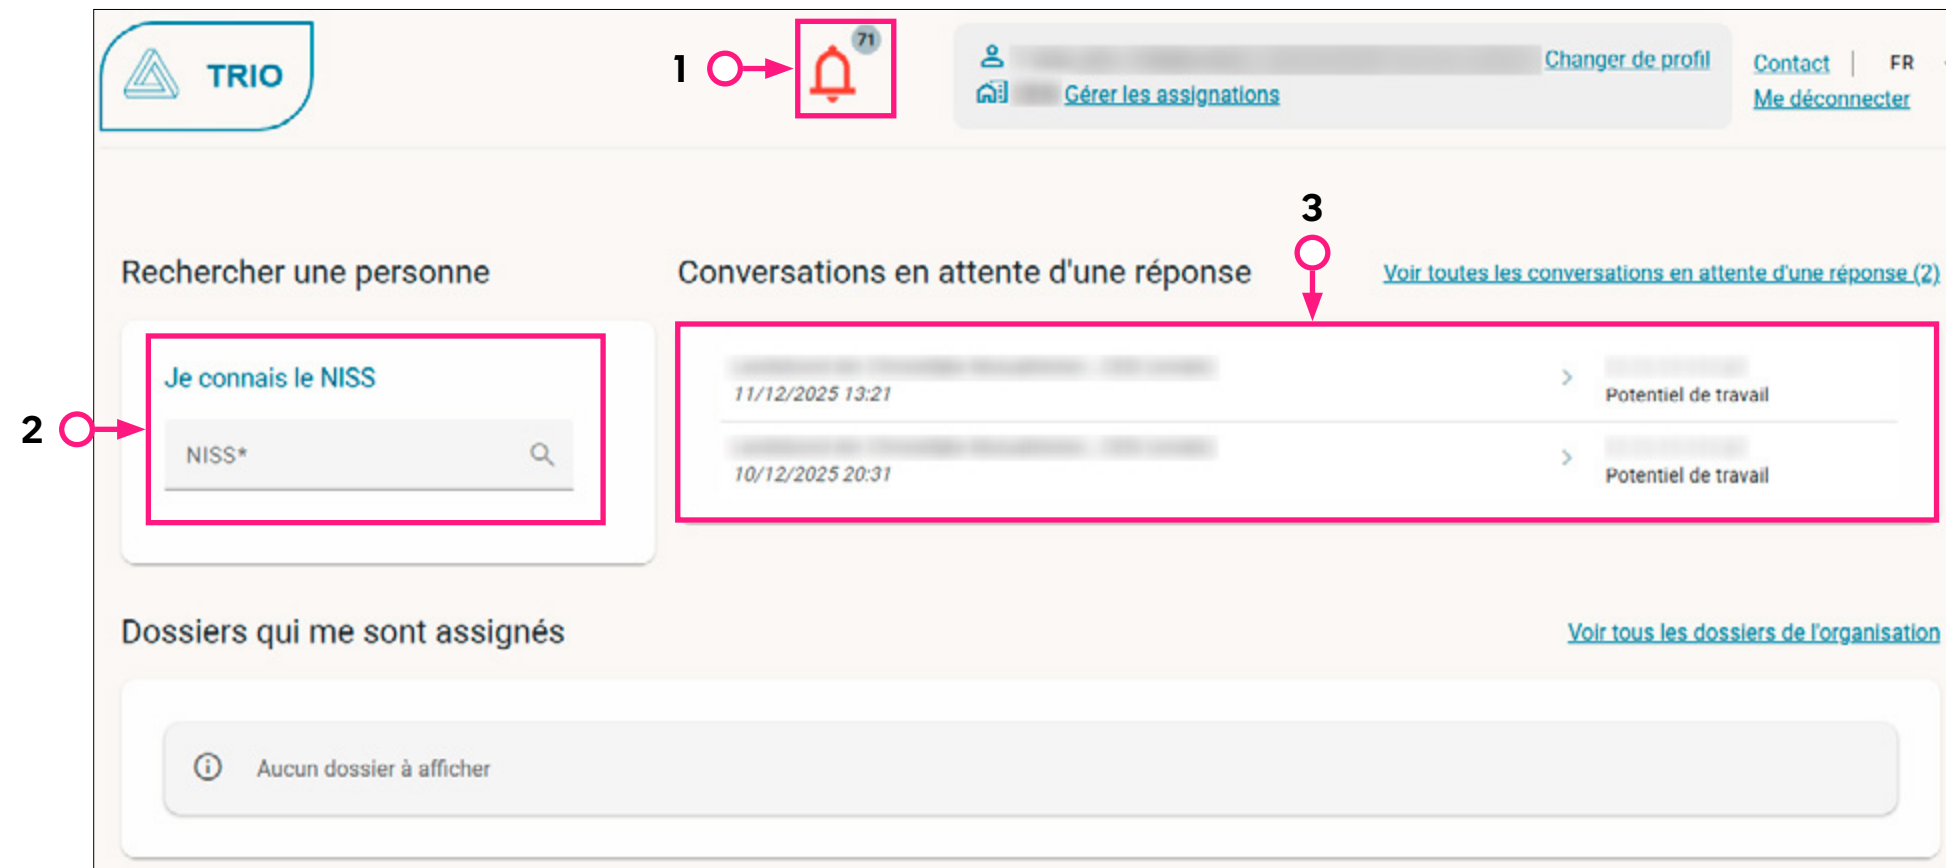 TRIO
1
71
Changer de profil
Gérer les assignations
Contact
FR
Me déconnecter
3
Rechercher une personne
Conversations en attente d'une réponse
Voir toutes les conversations en attente d'une réponse (2)
2
Je connais le NISS
NISS*
11/12/2025 13:21
Potentiel de travail
10/12/2025 20:31
Potentiel de travail
Dossiers qui me sont assignés
Voir tous les dossiers de l'organisation
Aucun dossier à afficher